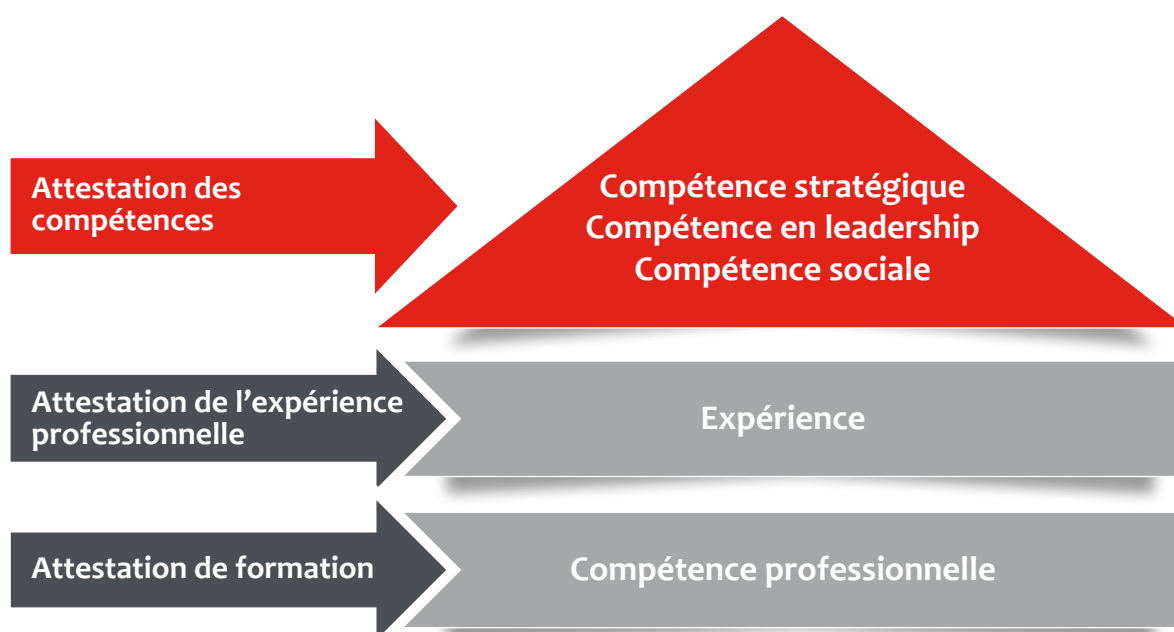 Attestation des
compétences
Compétence stratégique
Compétence en leadership
Compétence sociale
Attestation de l’expérience
professionnelle
Expérience
Attestation de formation
Compétence professionnelle